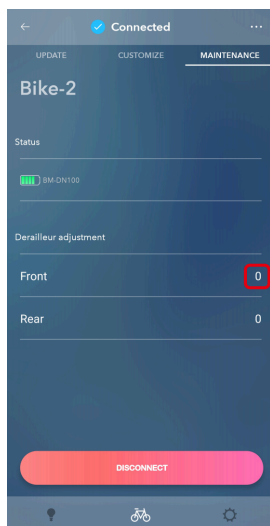 Connected
UPDATE CUSTOMIZE MAINTENANCE
Bike-2
Status
BM-DN100
Derailleur adjustment
Front 0
Rear 0
DISCONNECT